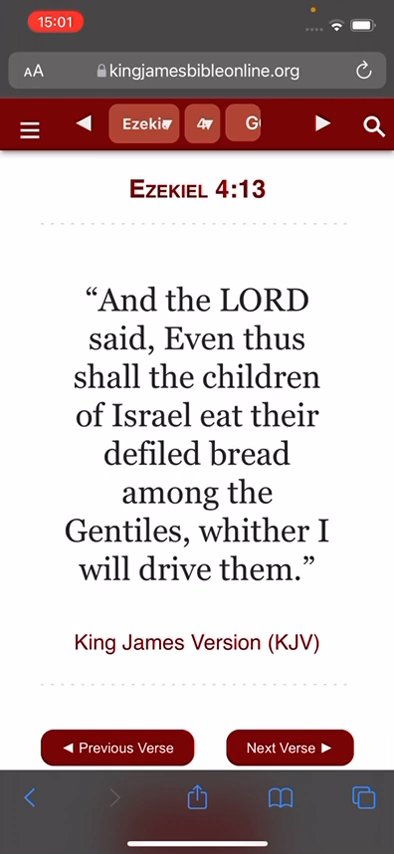 15:01
AA kingjamesbibleonline.org
Ezekie 4 G
EZEKIEL 4:13
“And the LORD
said, Even thus
shall the children
of Israel eat their
defiled bread
among the
Gentiles, whither I
will drive them.”
King James Version (KJV)
◄ Previous Verse
Next Verse ►